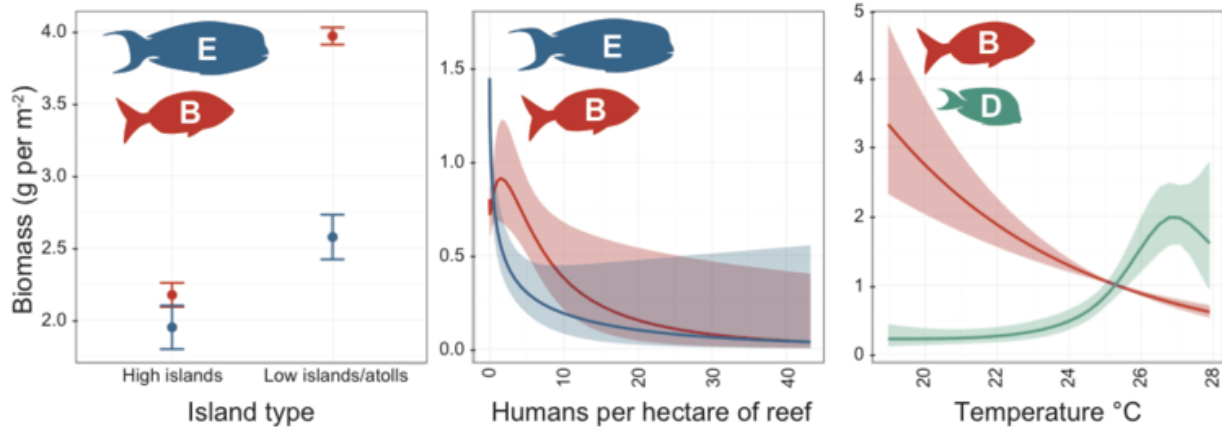 Biomass (g per m-2)
4.0
3.5
3.0
2.5
2.0
E
B
High islands
Low islands/atolls
Island type
1.5
1.0
0.5
0.0
E
B
0
10
20
30
40
Humans per hectare of reef
5
4
3
2
1
0
B
D
20
22
24
26
28
Temperature °C